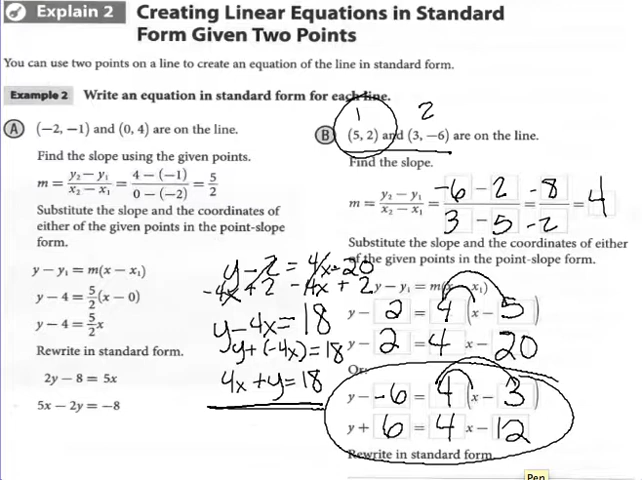 Explain 2 Creating Linear Equations in Standard
Form Given Two Points
You can use two points on a line to create an equation of the line in standard form.
Example 2 Write an equation in standard form for each line.
A (−2, −1) and (0, 4) are on the line.
Find the slope using the given points.
m = y₂ − y₁ / x₂ − x₁ = 4 − (−1) / 0 − (−2) = 5/2
Substitute the slope and the coordinates of
either of the given points in the point-slope
form.
y − y₁ = m(x − x₁)
y − 4 = 5/2(x − 0)
y − 4 = 5/2x
Rewrite in standard form.
2y − 8 = 5x
5x − 2y = −8
y − 2 = 4x − 20
−4x + 2 −4x + 2
y − 4x = 18
y + (−4x) = 18
4x + y = 18
1 2
B (5, 2) and (3, −6) are on the line.
Find the slope.
m = y₂ − y₁ / x₂ − x₁ = −6 − 2 / 3 − 5 = −8 / −2 = 4
Substitute the slope and the coordinates of either
of the given points in the point-slope form.
y − y₁ = m(x − x₁)
y − 2 = 4 (x − 5)
y − 2 = 4 x − 20
Or
y − −6 = 4 (x − 3)
y + 6 = 4 x − 12
Rewrite in standard form
Pen